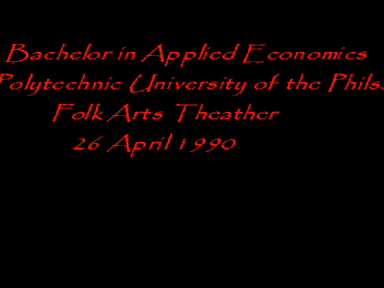 Bachelor in Applied Economics
Polytechnic University of the Phils
Folk Arts Theather
26 April 1990